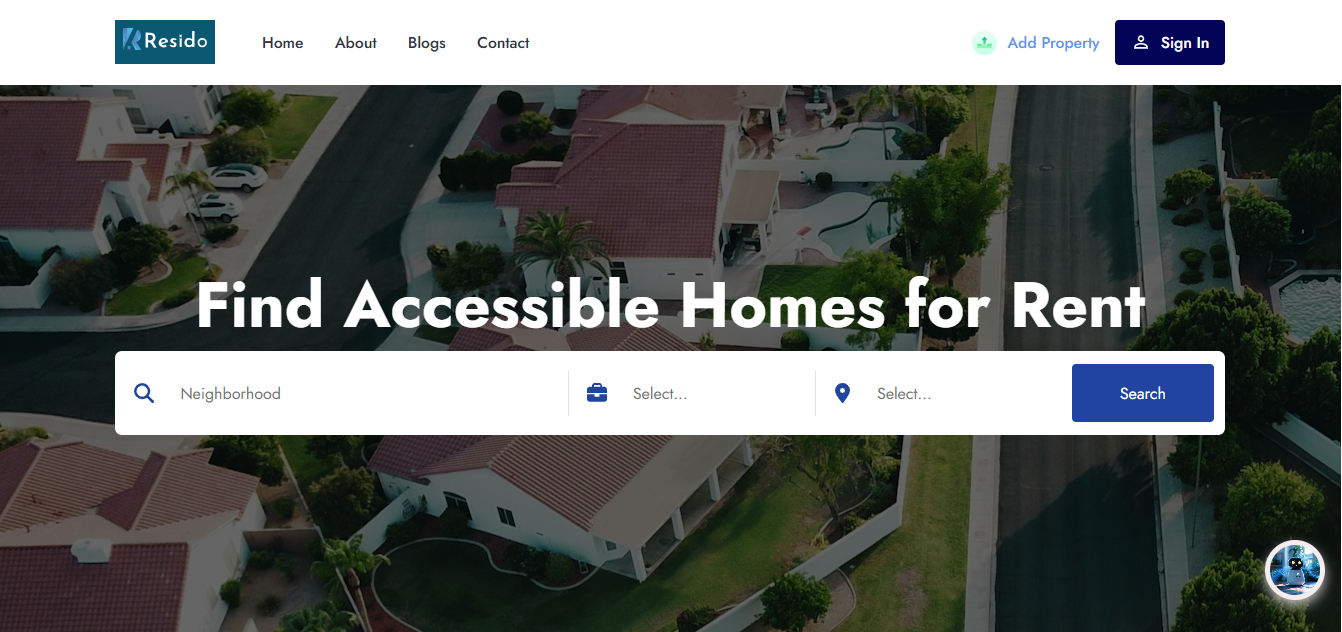 Resido
Home About Blogs Contact
Add Property
Sign In
Find Accessible Homes for Rent
Neighborhood
Select...
Select...
Search